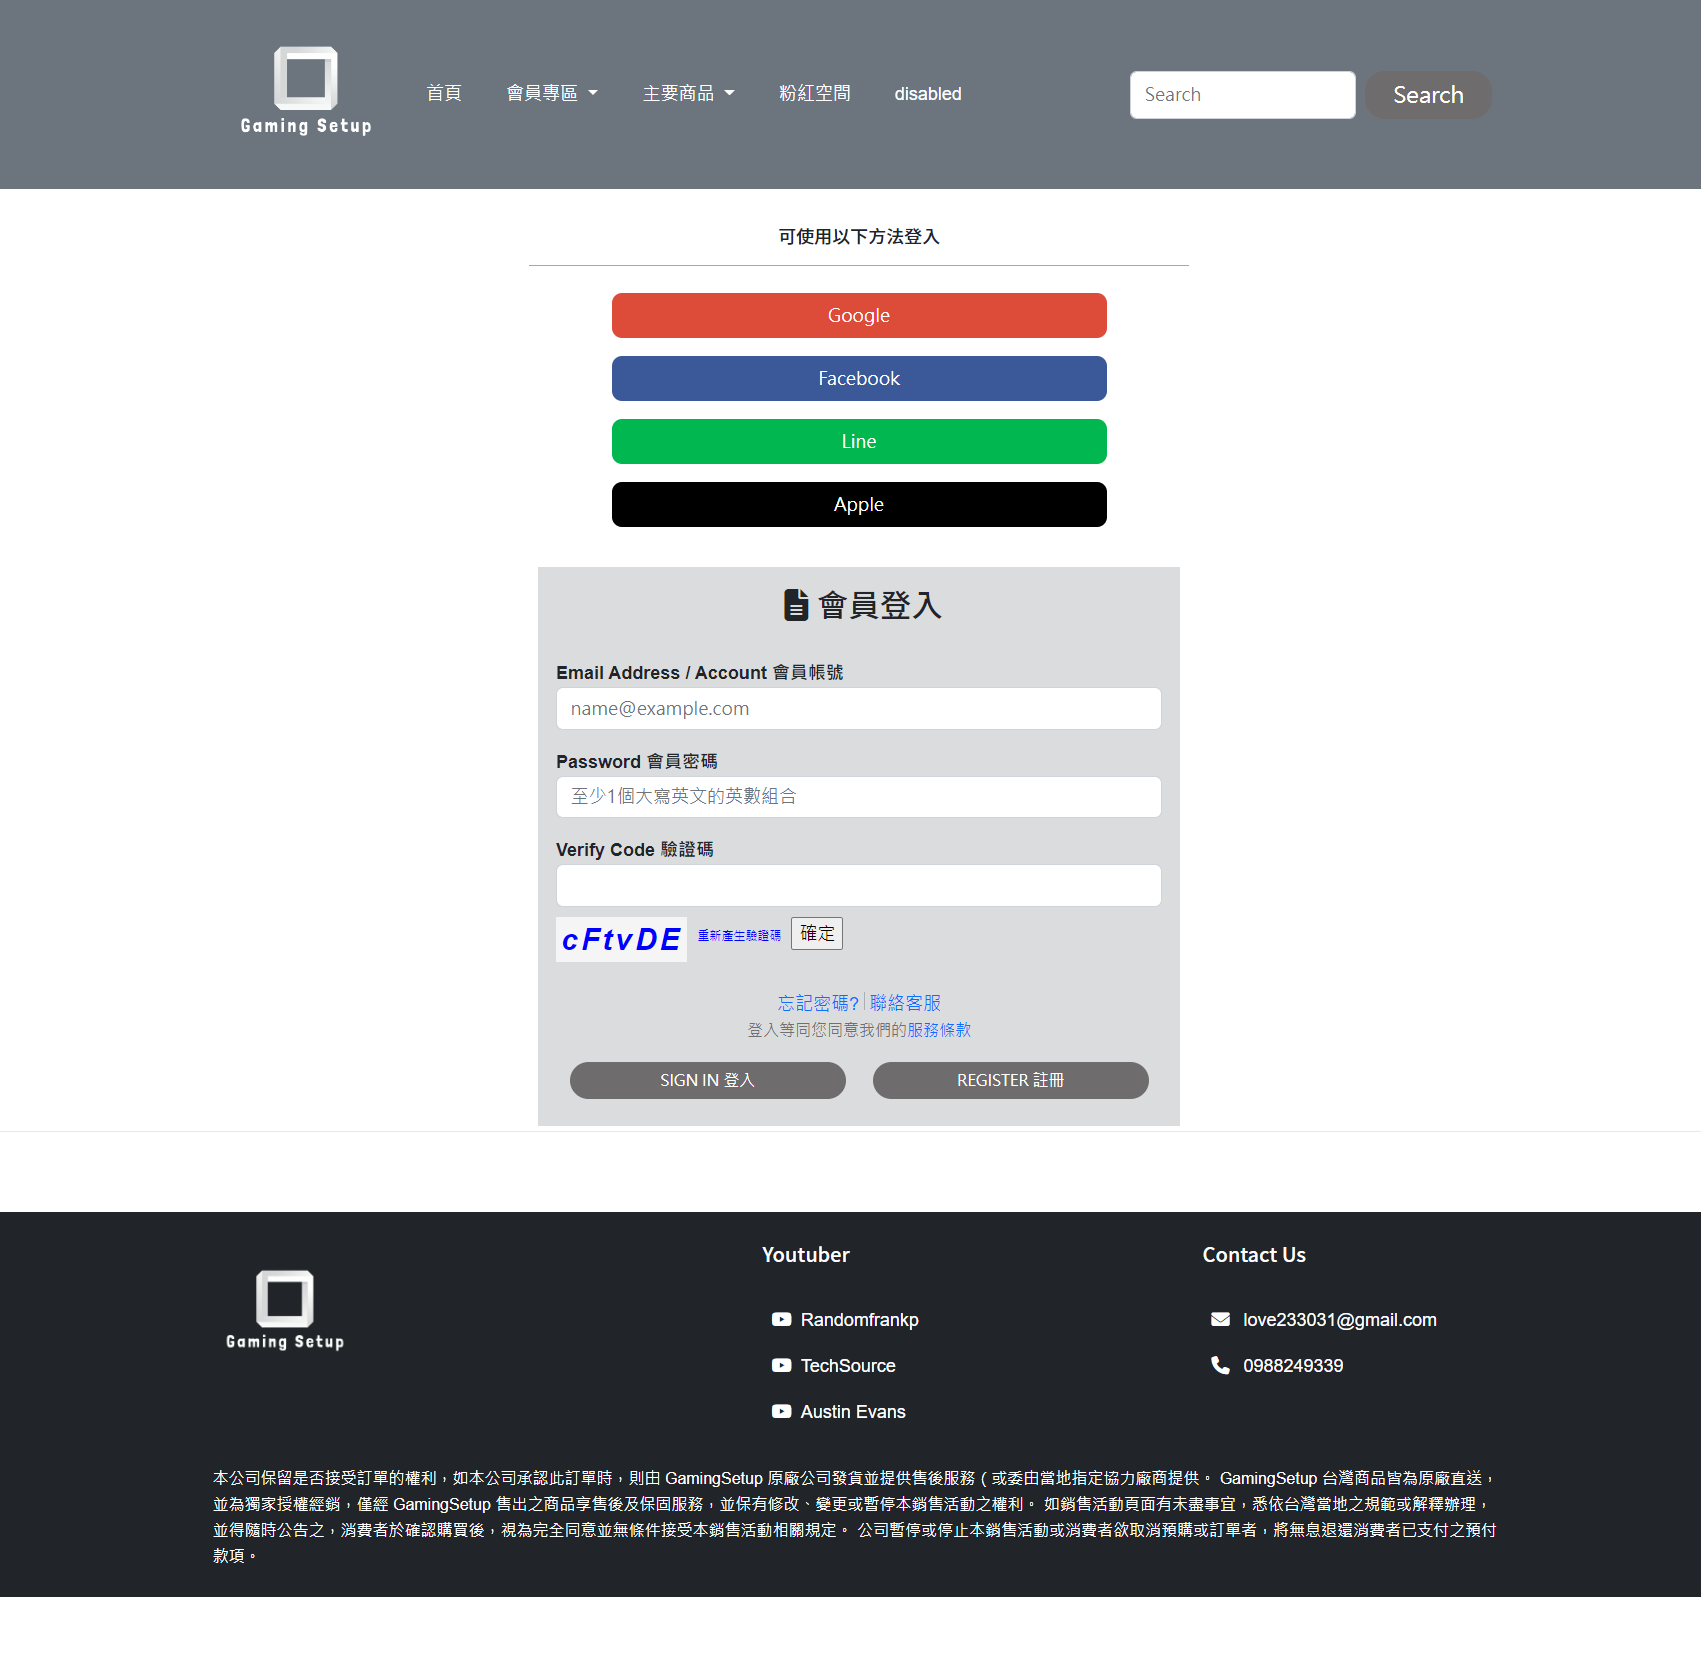 Gaming Setup
首頁
會員專區
主要商品
粉紅空間
disabled
Search
Search
可使用以下方法登入
Google
Facebook
Line
Apple
會員登入
Email Address / Account 會員帳號
name@example.com
Password 會員密碼
至少1個大寫英文的英數組合
Verify Code 驗證碼
cFtvDE
重新產生驗證碼
確定
忘記密碼?
聯絡客服
登入等同您同意我們的服務條款
SIGN IN 登入
REGISTER 註冊
Gaming Setup
Youtuber
Randomfrankp
TechSource
Austin Evans
Contact Us
love233031@gmail.com
0988249339
本公司保留是否接受訂單的權利，如本公司承認此訂單時，則由 GamingSetup 原廠公司發貨並提供售後服務 ( 或委由當地指定協力廠商提供。 GamingSetup 台灣商品皆為原廠直送，
並為獨家授權經銷，僅經 GamingSetup 售出之商品享售後及保固服務，並保有修改、變更或暫停本銷售活動之權利。 如銷售活動頁面有未盡事宜，悉依台灣當地之規範或解釋辦理，
並得隨時公告之，消費者於確認購買後，視為完全同意並無條件接受本銷售活動相關規定。 公司暫停或停止本銷售活動或消費者欲取消預購或訂單者，將無息退還消費者已支付之預付
款項。